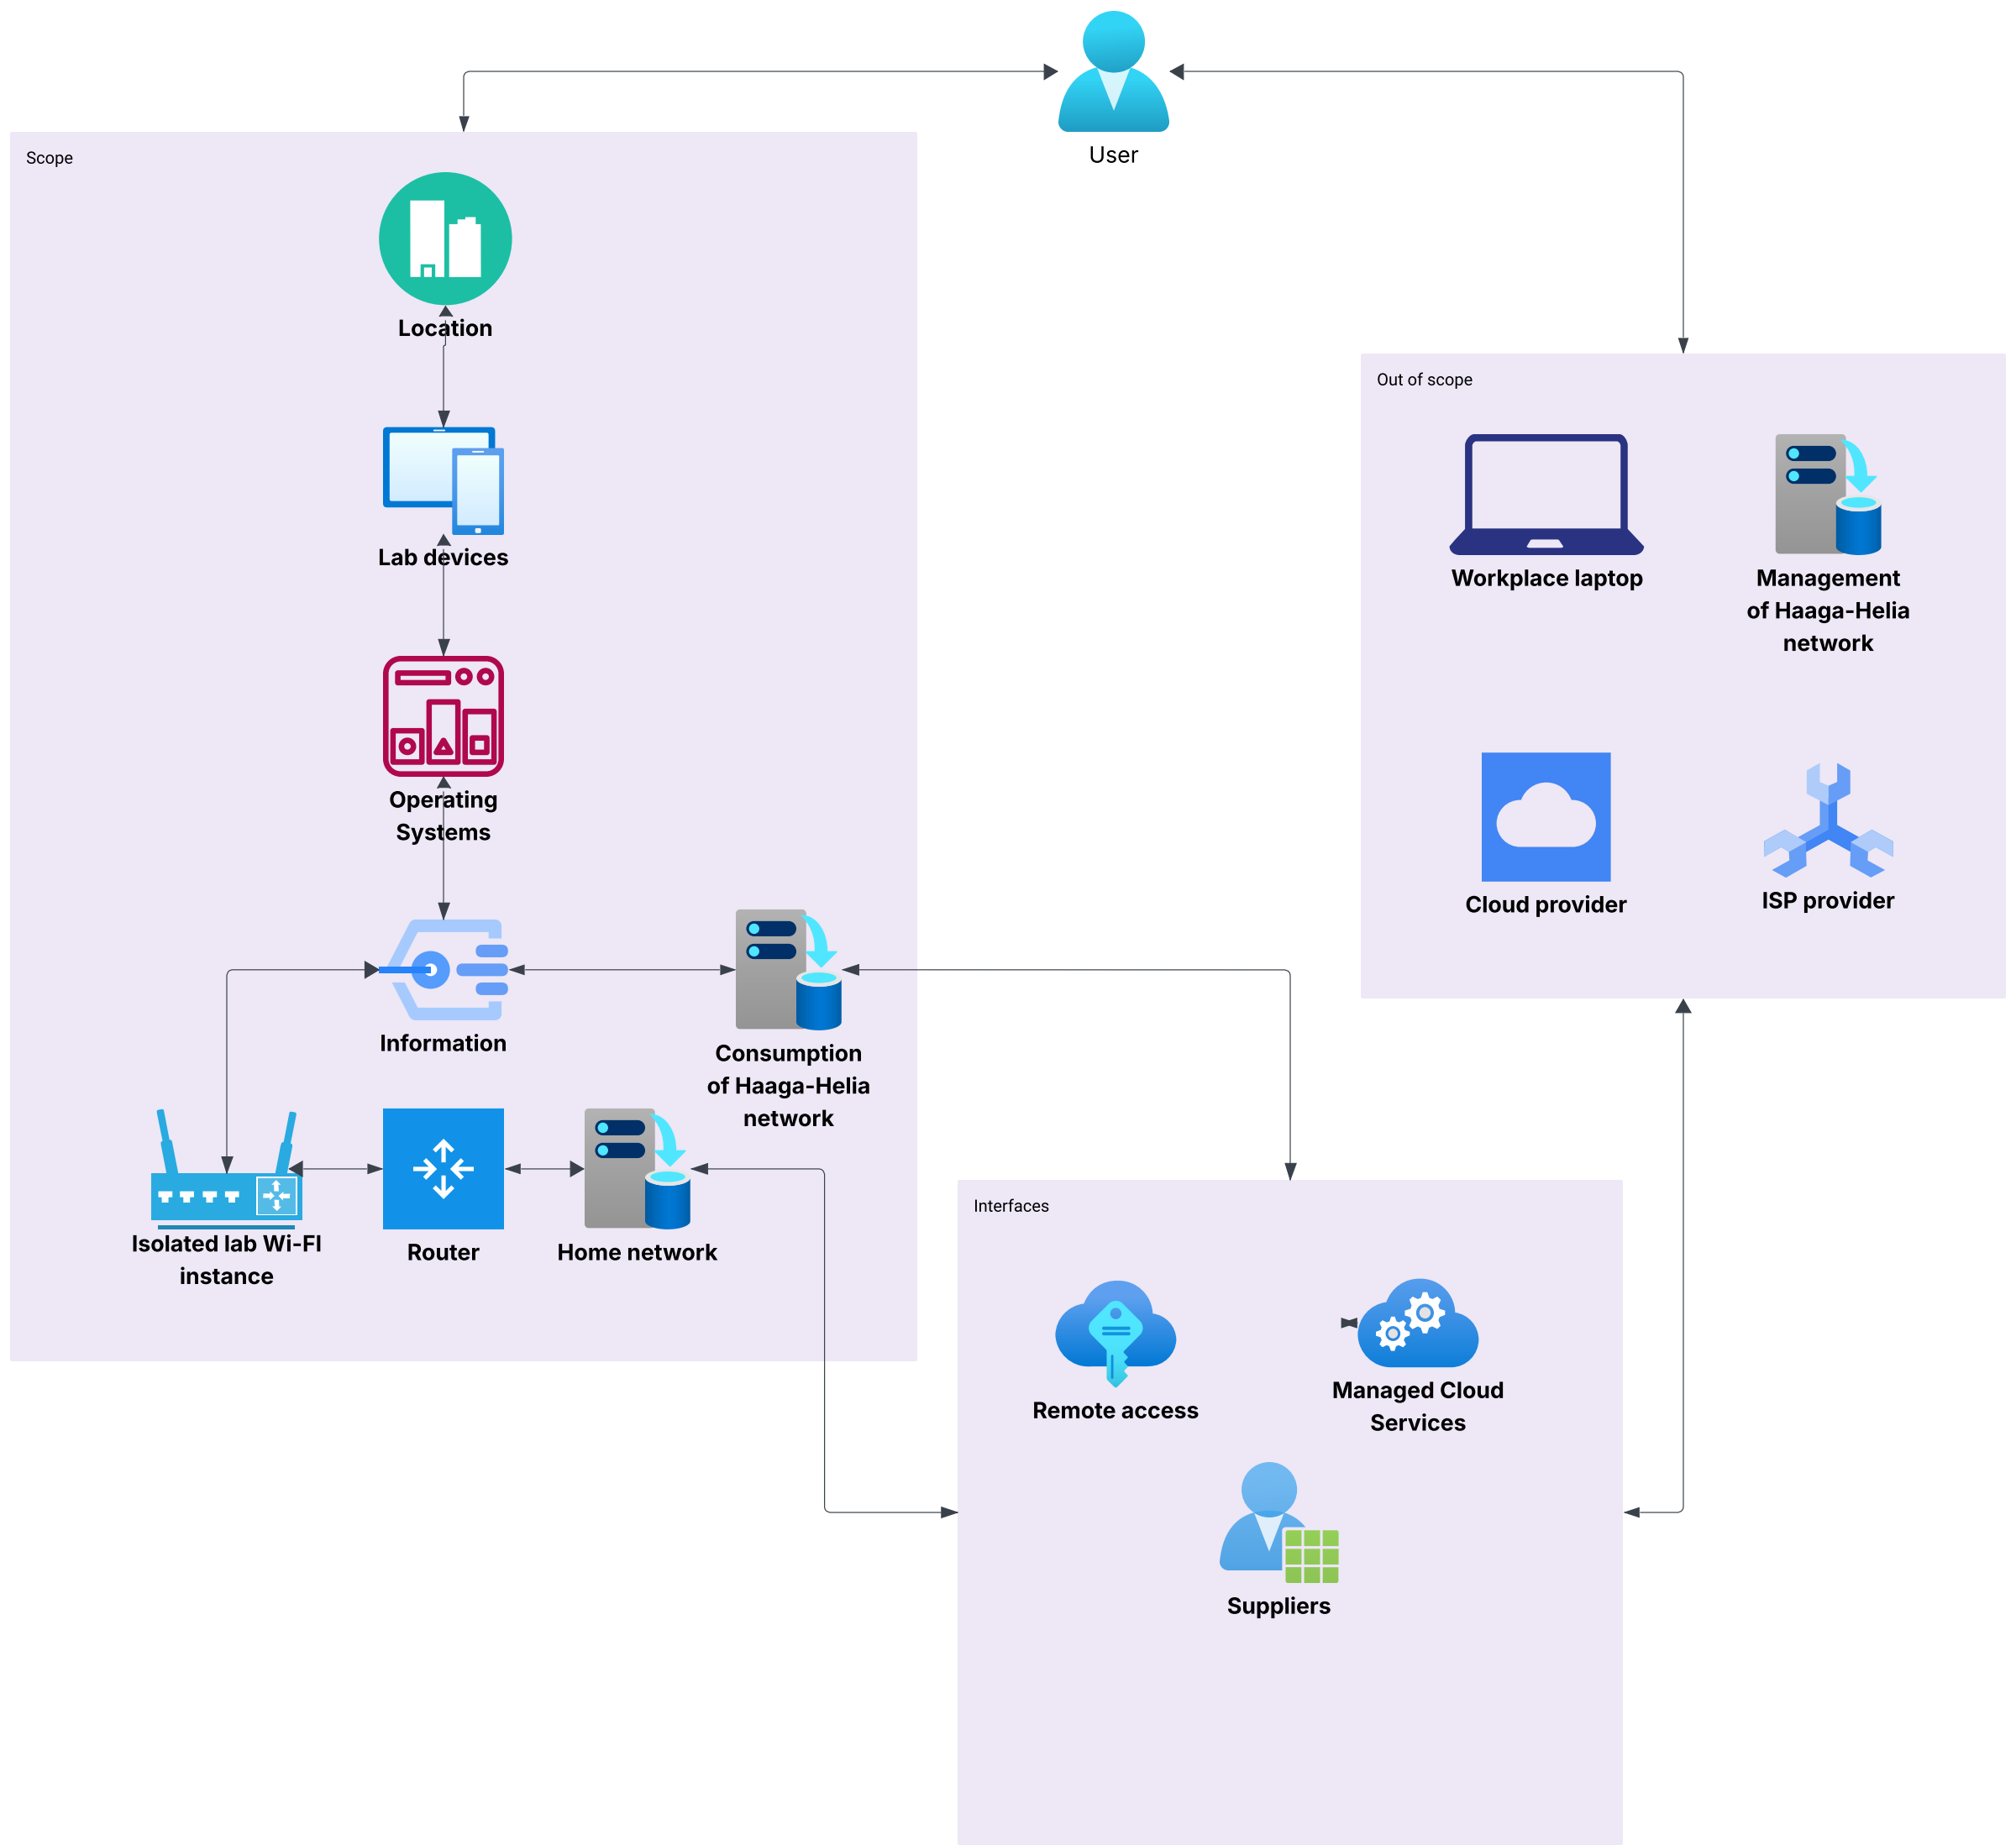 User
Scope
Location
Lab devices
Operating
Systems
Information
Consumption
of Haaga-Helia
network
Isolated lab Wi-FI
instance
Router
Home network
Out of scope
Workplace laptop
Management
of Haaga-Helia
network
Cloud provider
ISP provider
Interfaces
Remote access
Managed Cloud
Services
Suppliers